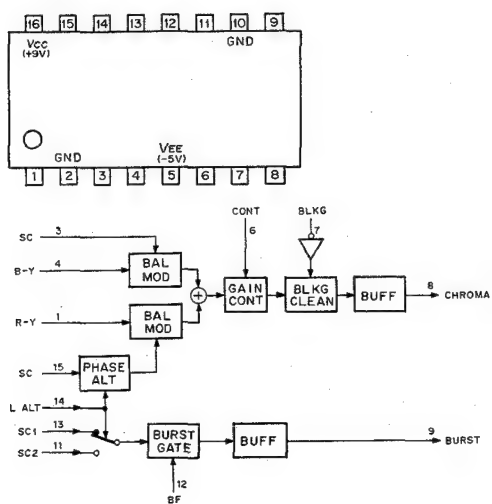 16 15 14 13 12 11 10 9
VCC GND
(+9V)
VEE
GND (-5V)
1 2 3 4 5 6 7 8
CONT BLKG
SC 3 6 7
B-Y 4 BAL MOD
GAIN CONT BLKG CLEAN BUFF 8 CHROMA
R-Y 1 BAL MOD
SC 15 PHASE ALT
L ALT 14
SC1 13 BURST GATE BUFF 9 BURST
SC2 11
12
BF